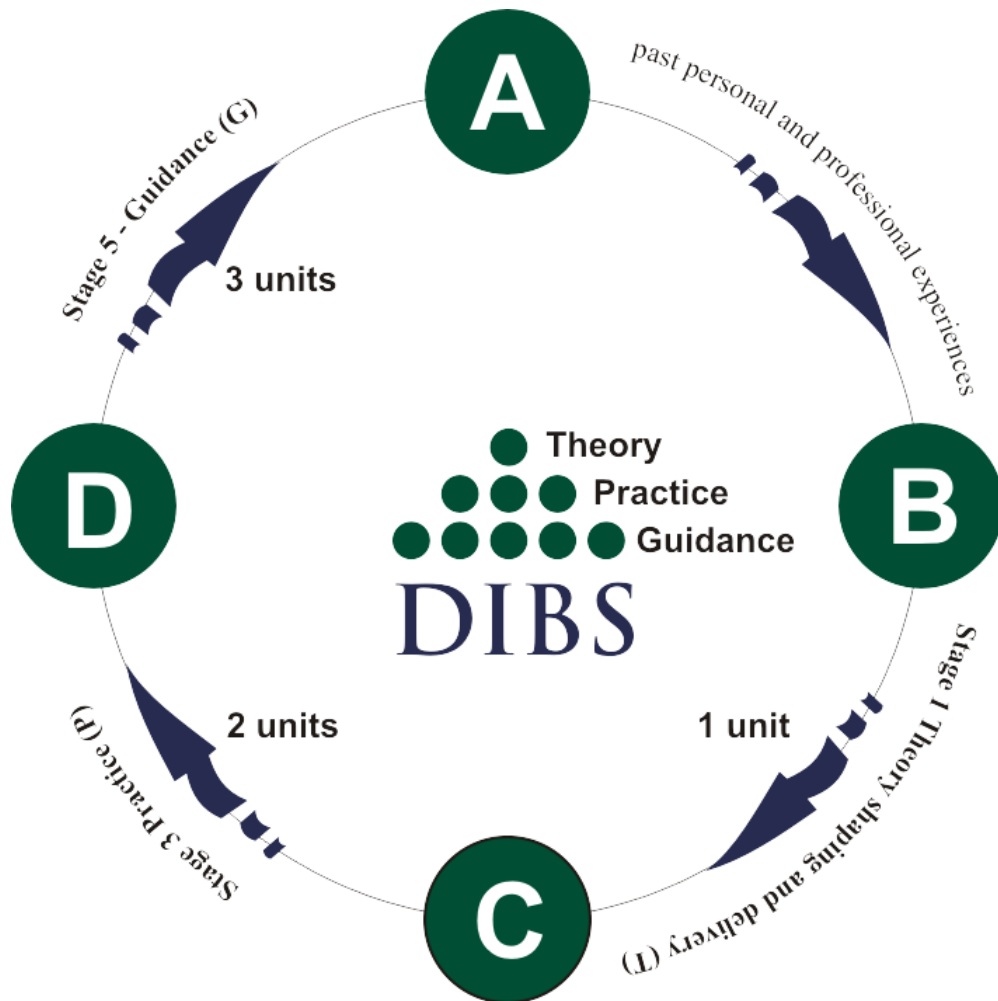 A
past personal and professional experiences
B
Stage 1 Theory shaping and delivery (T)
1 unit
C
Stage 3 Practice (P)
2 units
D
Stage 5 - Guidance (G)
3 units
Theory
Practice
Guidance
DIBS